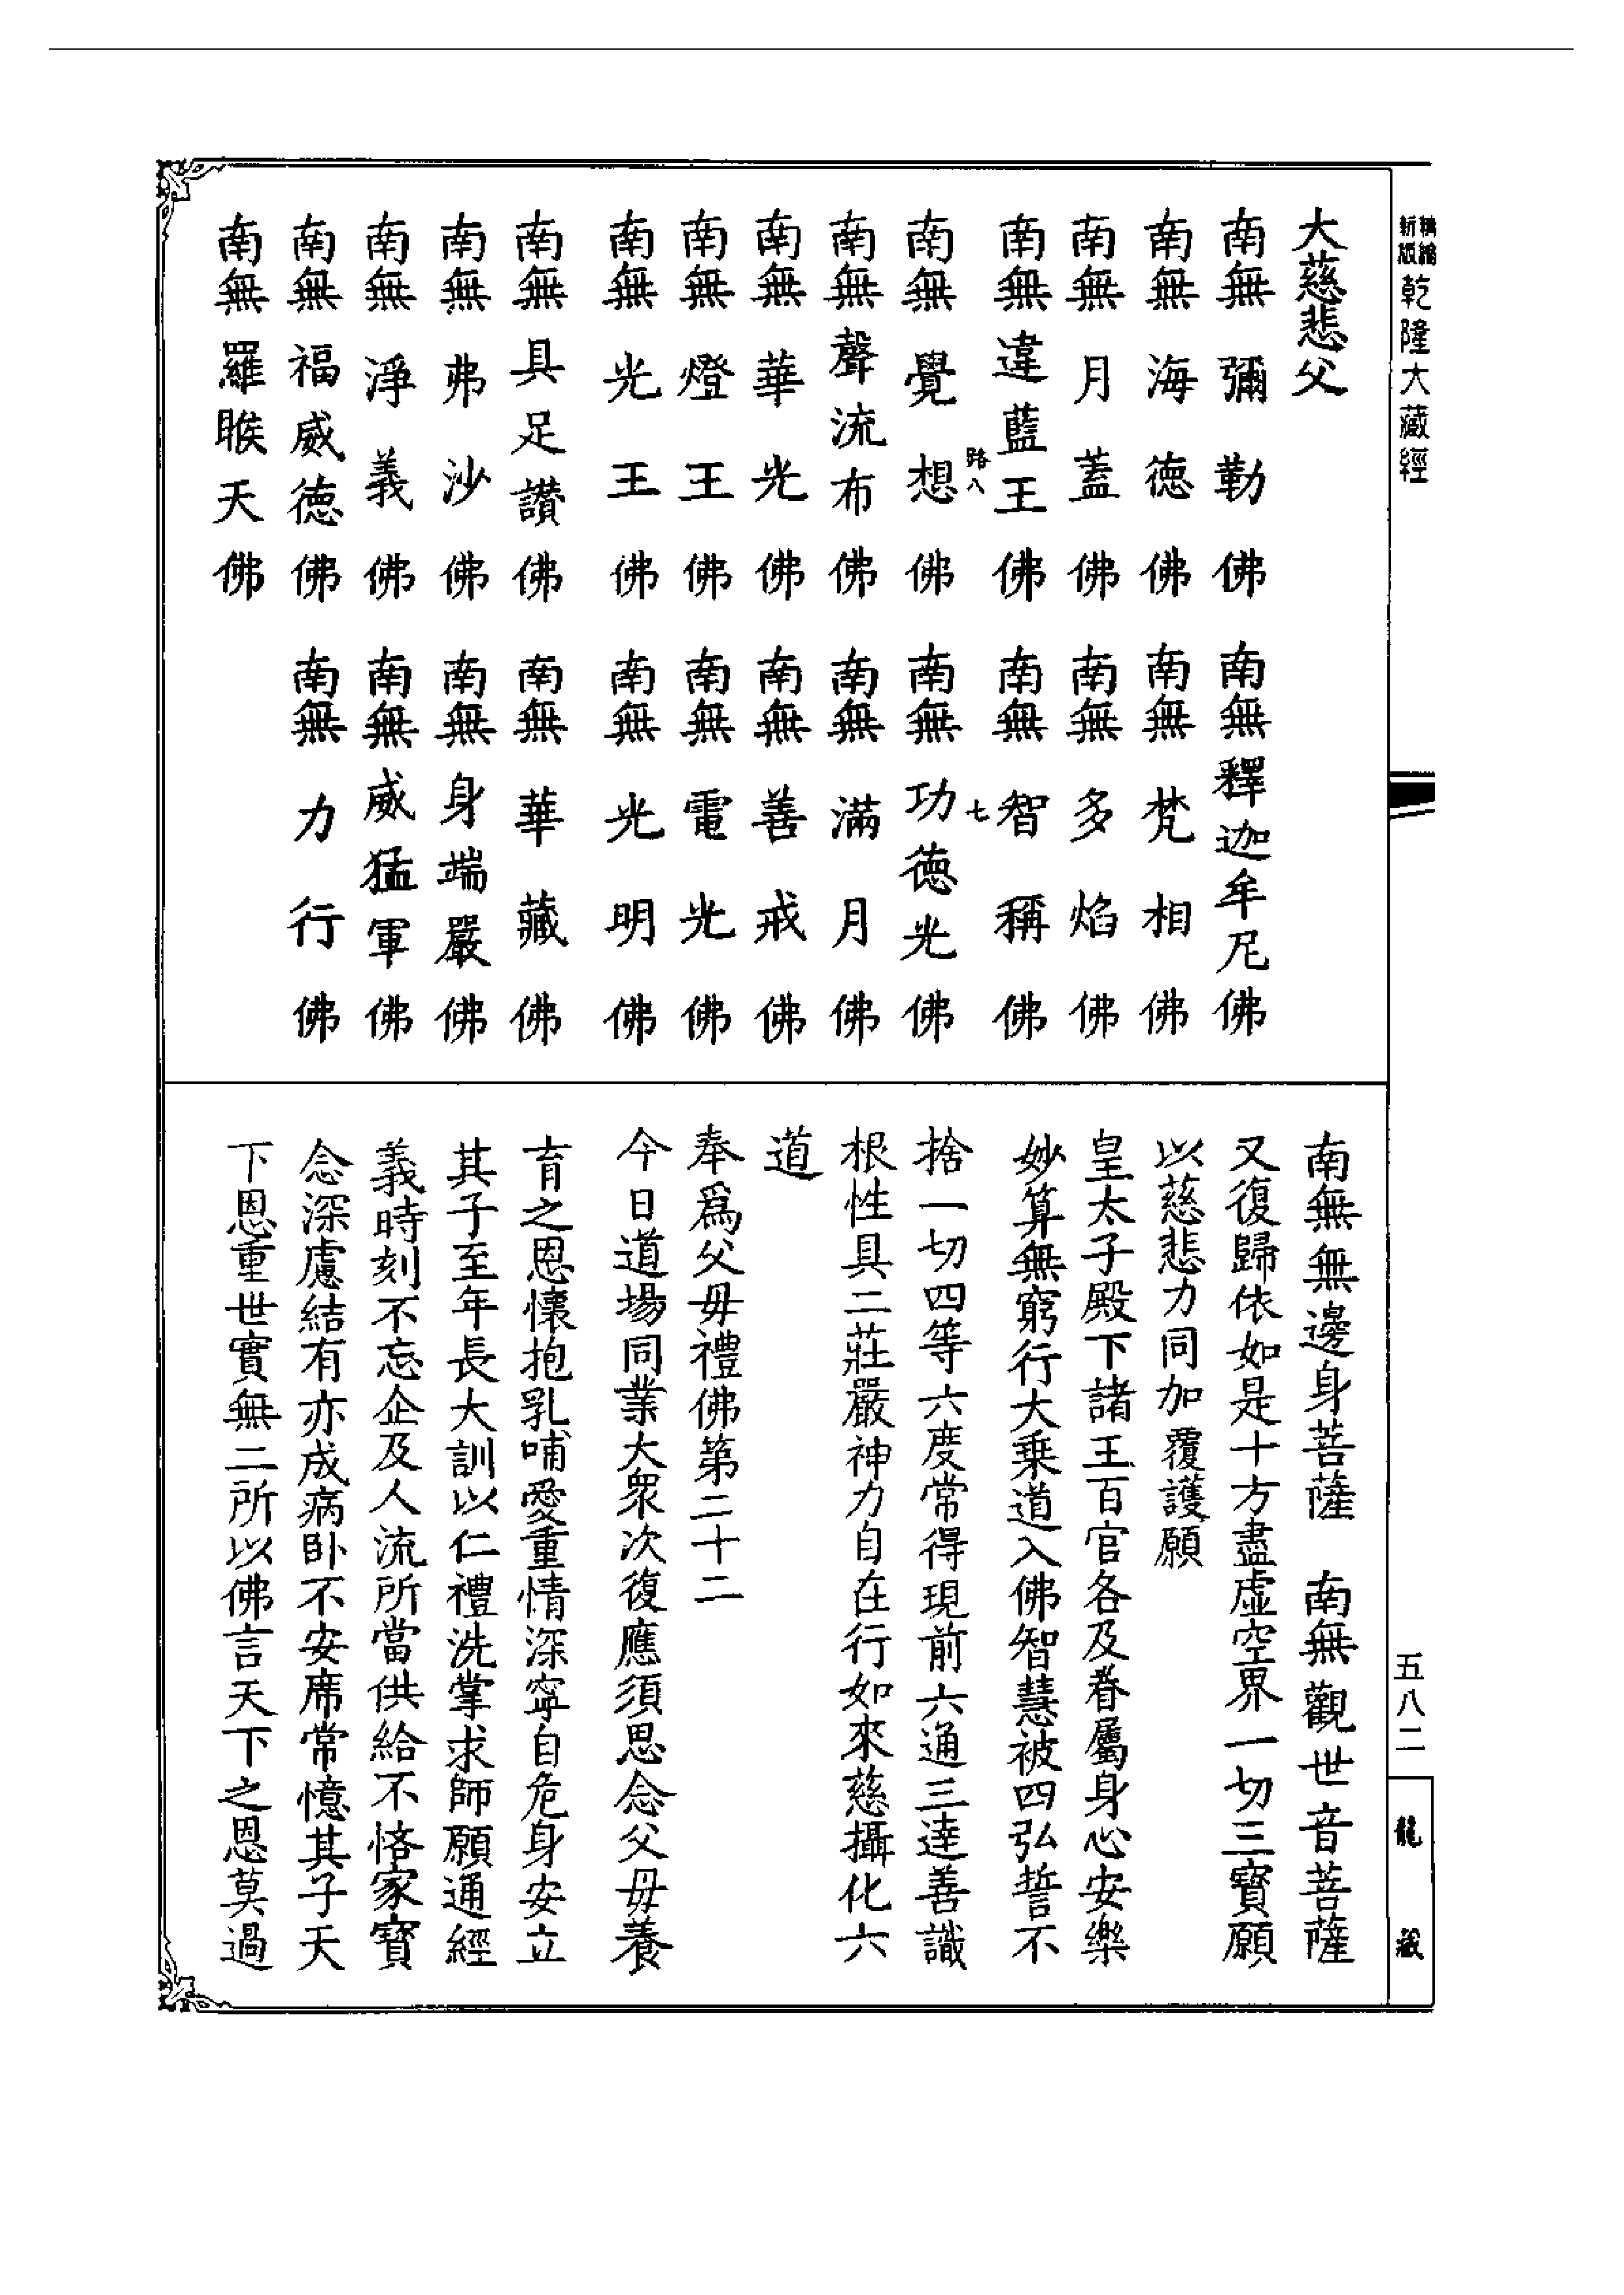 精編
新版
乾隆大藏經
大慈悲父
南無彌勒佛 南無釋迦牟尼佛
南無海德佛 南無梵相佛
南無月蓋佛 南無多焰佛
南無違藍王佛 南無智稱佛
路八 七
南無覺想佛 南無功德光佛
南無聲流布佛 南無滿月佛
南無華光佛 南無善戒佛
南無燈王佛 南無電光佛
南無光王佛 南無光明佛
南無具足讚佛 南無華藏佛
南無弗沙佛 南無身端嚴佛
南無淨義佛 南無威猛軍佛
南無福威德佛 南無力行佛
南無羅睺天佛
南無無邊身菩薩 南無觀世音菩薩
又復歸依如是十方盡虛空界一切三寶願
以慈悲力同加覆護願
皇太子殿下諸王百官各及眷屬身心安樂
妙算無窮行大乘道入佛智慧被四弘誓不
捨一切四等六度常得現前六通三達善識
根性具二莊嚴神力自在行如來慈攝化六
道
奉爲父母禮佛第二十二
今日道場同業大眾次復應須思念父母養
育之恩懷抱乳哺愛重情深寧自危身安立
其子至年長大訓以仁禮洗掌求師願通經
義時刻不忘企及人流所當供給不恡家寶
念深慮結有亦成病卧不安席常憶其子天
下恩重世實無二所以佛言天下之恩莫過
五八二
龍藏